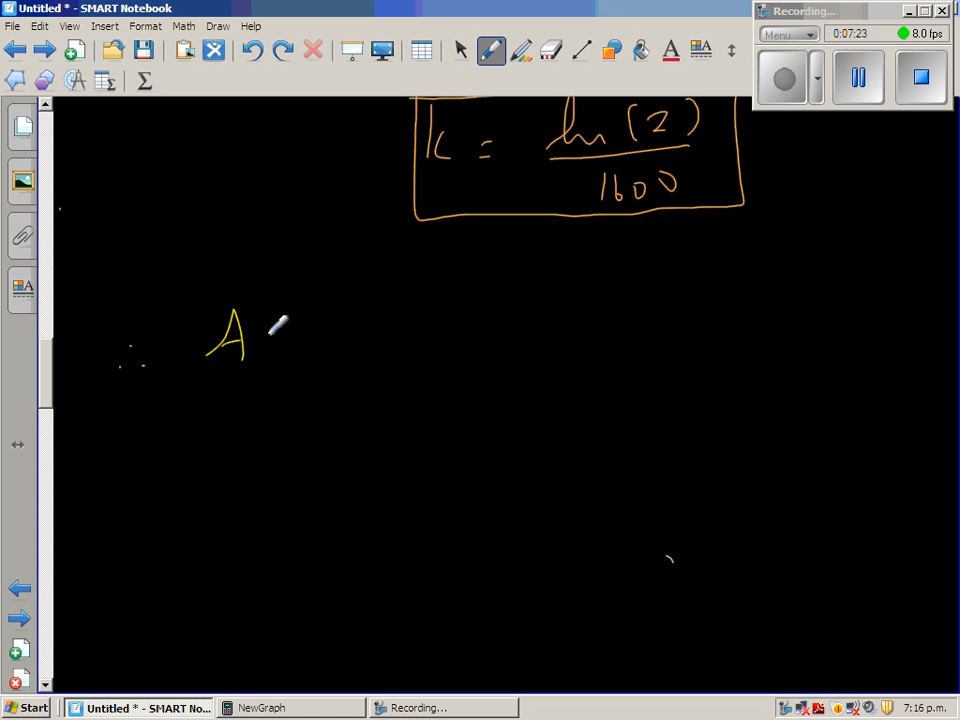 Untitled * - SMART Notebook
File Edit View Insert Format Math Draw Help
Recording...
Menu 0:07:23 8.0 fps
k = ln (2)
1600
∴ A
Start Untitled * - SMART No... NewGraph Recording... 7:16 p.m.